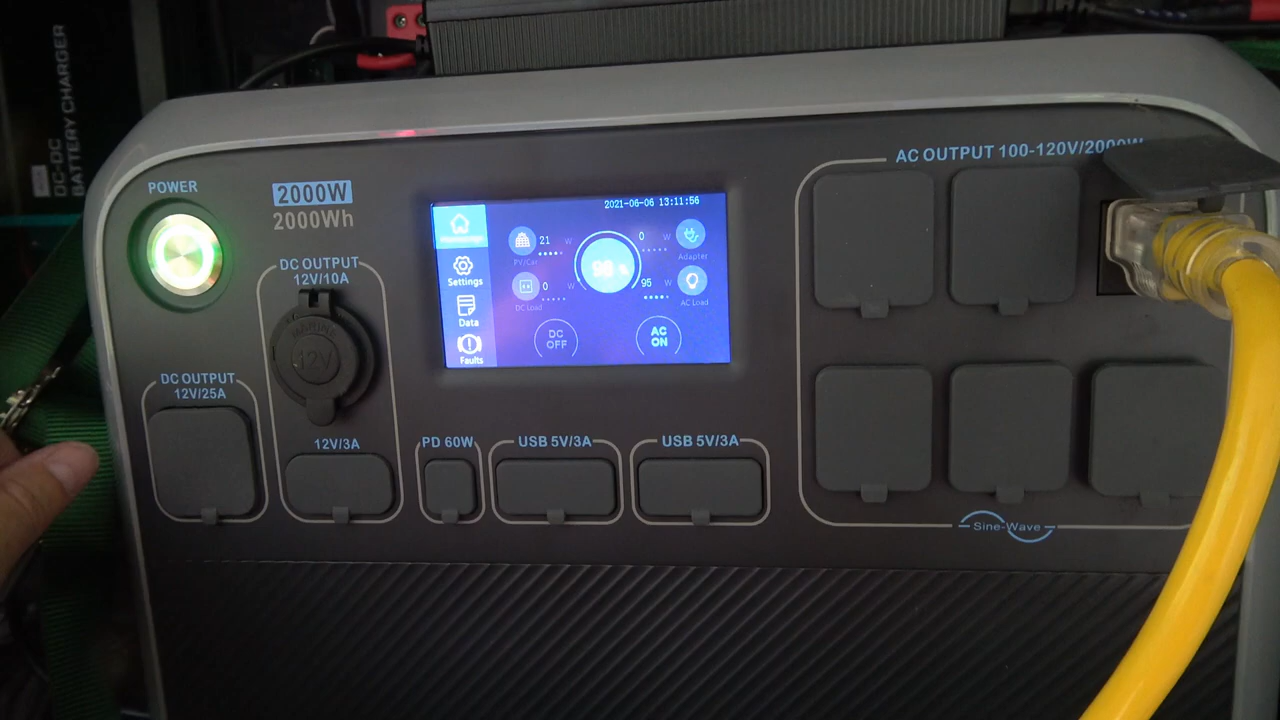 DC-DC
BATTERY CHARGER
POWER
2000W
2000Wh
DC OUTPUT
12V/10A
12V
DC OUTPUT
12V/25A
12V/3A
PD 60W
USB 5V/3A
USB 5V/3A
2021-06-06 13:11:56
Settings
Data
Faults
21 W
PV/Car
0 W
DC Load
%
0 W
Adapter
95 W
AC Load
DC
OFF
AC
ON
AC OUTPUT 100-120V/2000W
Sine-Wave